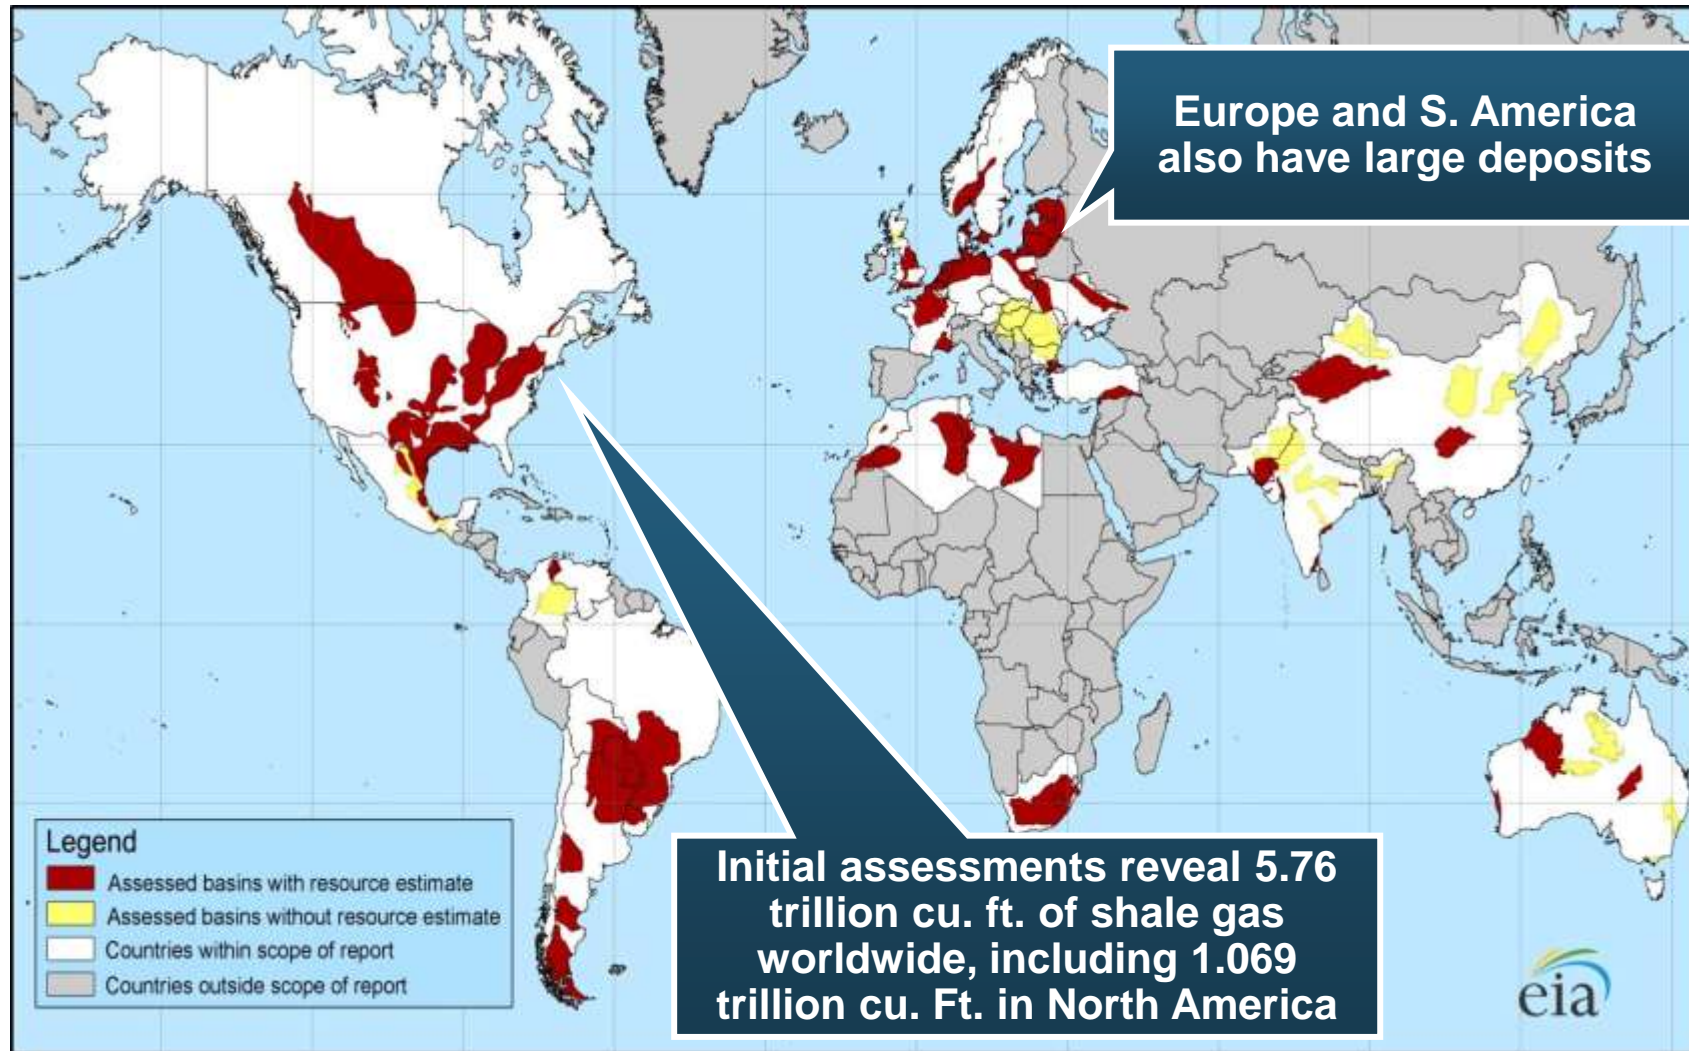 Europe and S. America
also have large deposits
Legend
Assessed basins with resource estimate
Assessed basins without resource estimate
Countries within scope of report
Countries outside scope of report
Initial assessments reveal 5.76
trillion cu. ft. of shale gas
worldwide, including 1.069
trillion cu. Ft. in North America
eia